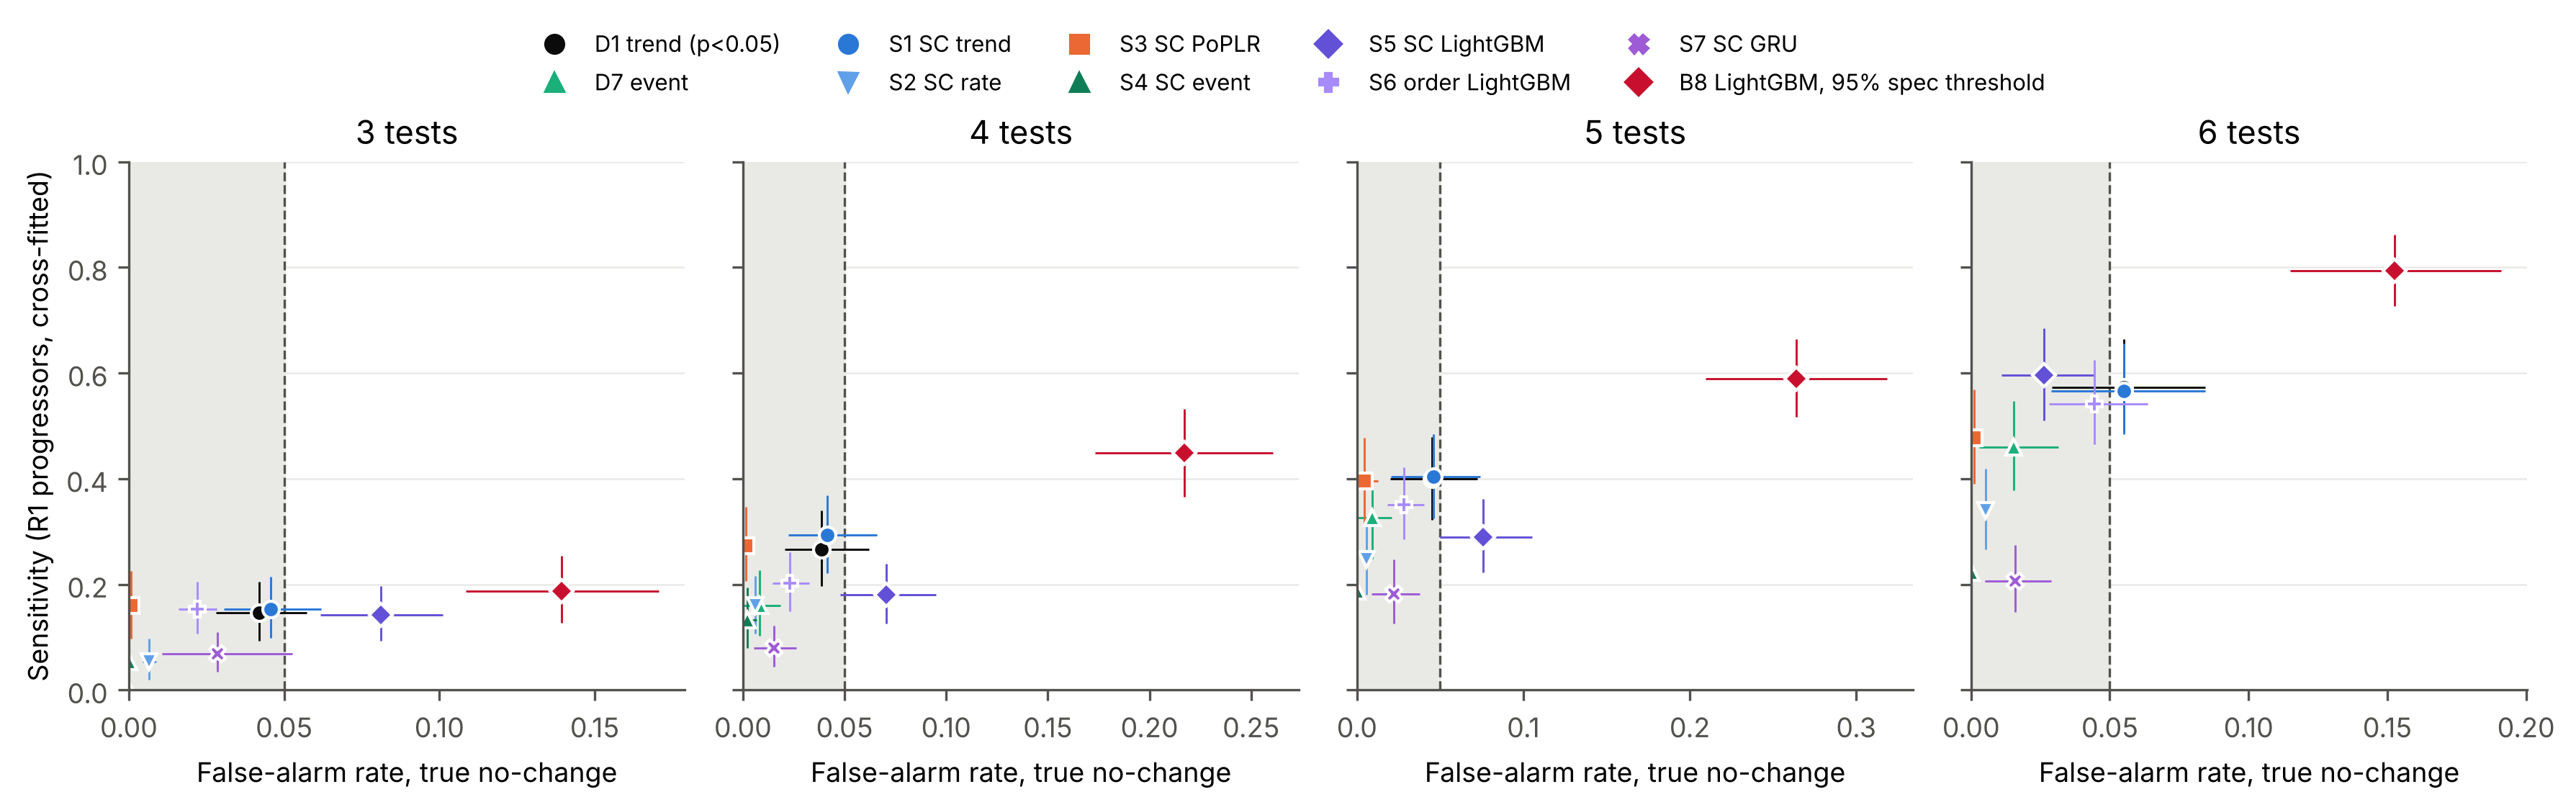 D1 trend (p<0.05)
S1 SC trend
S3 SC PoPLR
S5 SC LightGBM
S7 SC GRU
D7 event
S2 SC rate
S4 SC event
S6 order LightGBM
B8 LightGBM, 95% spec threshold
3 tests
4 tests
5 tests
6 tests
Sensitivity (R1 progressors, cross-fitted)
1.0
0.8
0.6
0.4
0.2
0.0
0.00 0.05 0.10 0.15
0.00 0.05 0.10 0.15 0.20 0.25
0.0 0.1 0.2 0.3
0.00 0.05 0.10 0.15 0.20
False-alarm rate, true no-change
False-alarm rate, true no-change
False-alarm rate, true no-change
False-alarm rate, true no-change